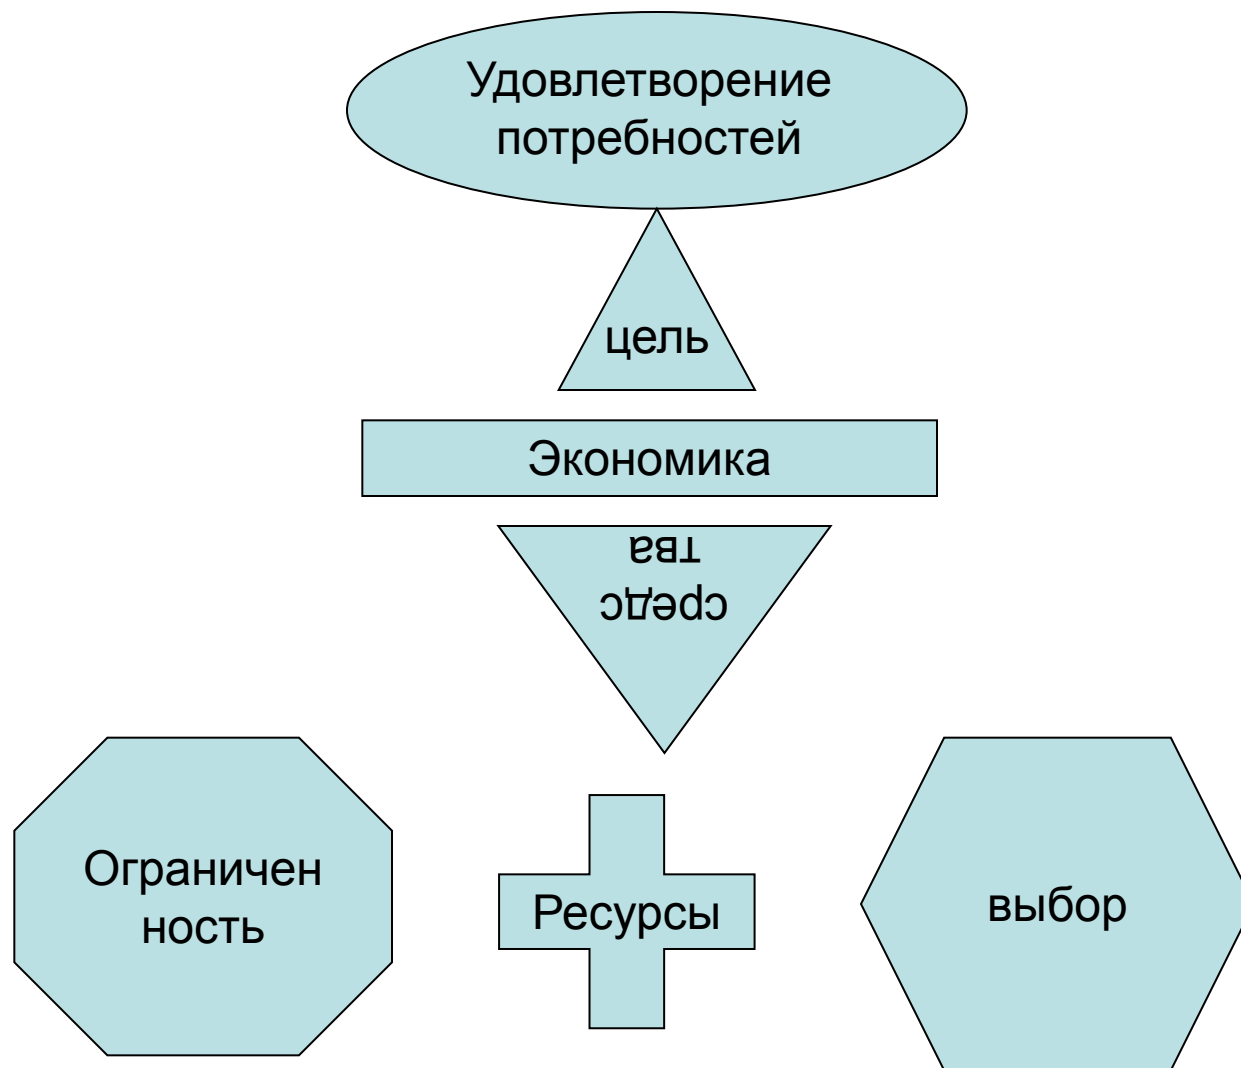 Удовлетворение
потребностей
цель
Экономика
средс
тва
Ограничен
ность
Ресурсы
выбор